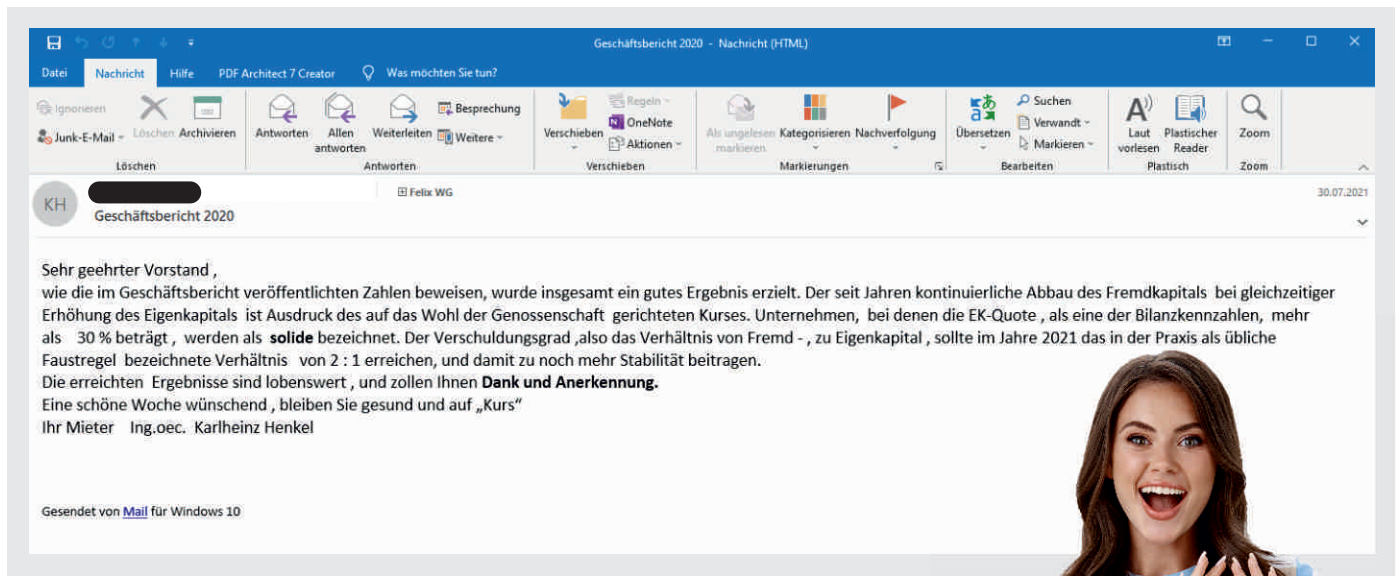 Geschäftsbericht 2020 - Nachricht (HTML)
Datei Nachricht Hilfe PDF Architect 7 Creator Was möchten Sie tun?
Ignorieren
Junk-E-Mail
Löschen
Archivieren
Löschen
Antworten
Allen
antworten
Weiterleiten
Besprechung
Weitere
Antworten
Verschieben
Regeln
OneNote
Aktionen
Verschieben
Als ungelesen
markieren
Kategorisieren
Nachverfolgung
Markierungen
Übersetzen
Suchen
Verwandt
Markieren
Bearbeiten
Laut
vorlesen
Plastischer
Reader
Plastisch
Zoom
Zoom
KH
Felix WG
30.07.2021
Geschäftsbericht 2020
Sehr geehrter Vorstand ,
wie die im Geschäftsbericht veröffentlichten Zahlen beweisen, wurde insgesamt ein gutes Ergebnis erzielt. Der seit Jahren kontinuierliche Abbau des Fremdkapitals bei gleichzeitiger
Erhöhung des Eigenkapitals ist Ausdruck des auf das Wohl der Genossenschaft gerichteten Kurses. Unternehmen, bei denen die EK-Quote , als eine der Bilanzkennzahlen, mehr
als 30 % beträgt , werden als solide bezeichnet. Der Verschuldungsgrad ,also das Verhältnis von Fremd - , zu Eigenkapital , sollte im Jahre 2021 das in der Praxis als übliche
Faustregel bezeichnete Verhältnis von 2 : 1 erreichen, und damit zu noch mehr Stabilität beitragen.
Die erreichten Ergebnisse sind lobenswert , und zollen Ihnen Dank und Anerkennung.
Eine schöne Woche wünschend , bleiben Sie gesund und auf „Kurs“
Ihr Mieter Ing.oec. Karlheinz Henkel
Gesendet von Mail für Windows 10